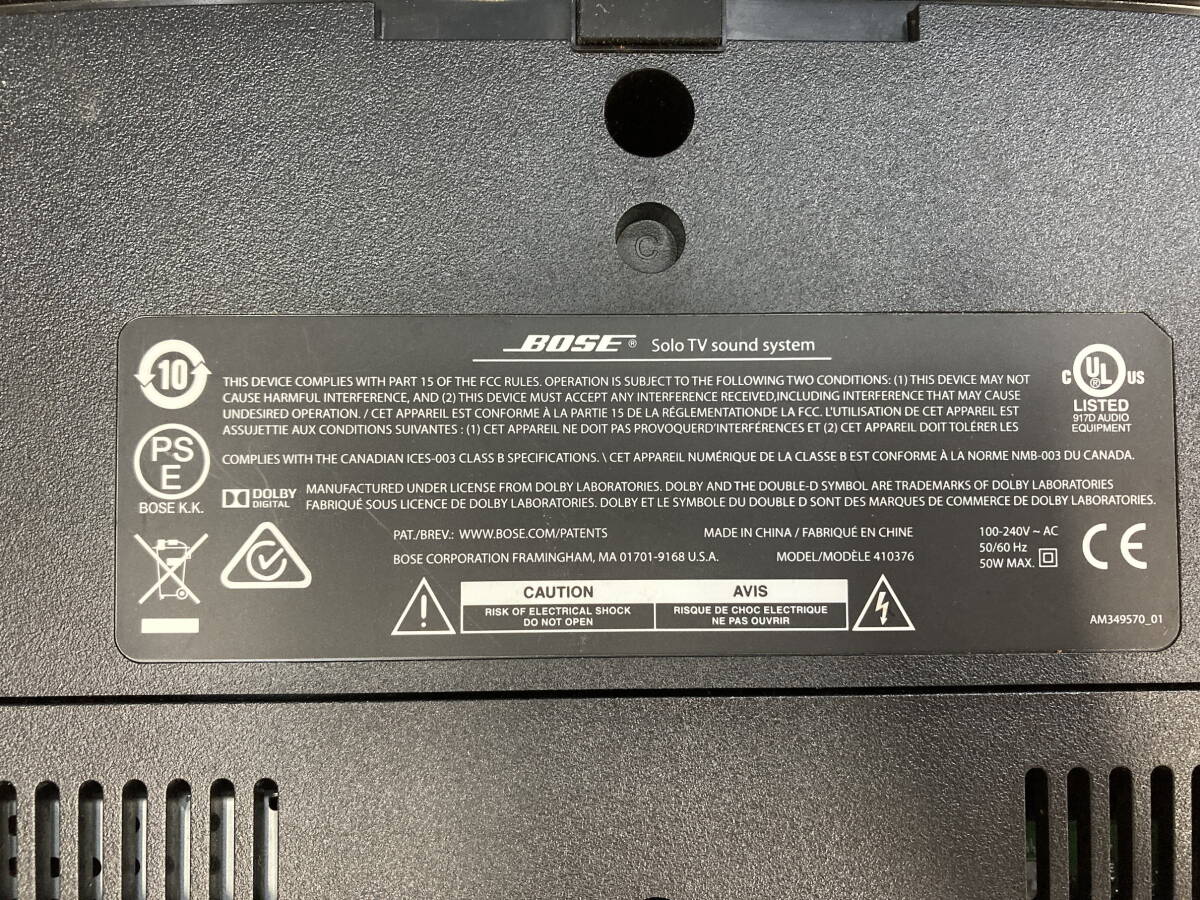 C
BOSE® Solo TV sound system
10
THIS DEVICE COMPLIES WITH PART 15 OF THE FCC RULES. OPERATION IS SUBJECT TO THE FOLLOWING TWO CONDITIONS: (1) THIS DEVICE MAY NOT
CAUSE HARMFUL INTERFERENCE, AND (2) THIS DEVICE MUST ACCEPT ANY INTERFERENCE RECEIVED,INCLUDING INTERFERENCE THAT MAY CAUSE
UNDESIRED OPERATION. / CET APPAREIL EST CONFORME À LA PARTIE 15 DE LA RÉGLEMENTATIONDE LA FCC. L'UTILISATION DE CET APPAREIL EST
ASSUJETTIE AUX CONDITIONS SUIVANTES : (1) CET APPAREIL NE DOIT PAS PROVOQUERD'INTERFÉRENCES ET (2) CET APPAREIL DOIT TOLÉRER LES
C UL® US
LISTED
917D AUDIO
EQUIPMENT
PS
E
BOSE K.K.
COMPLIES WITH THE CANADIAN ICES-003 CLASS B SPECIFICATIONS. \ CET APPAREIL NUMÉRIQUE DE LA CLASSE B EST CONFORME À LA NORME NMB-003 DU CANADA.
DOLBY
DIGITAL
MANUFACTURED UNDER LICENSE FROM DOLBY LABORATORIES. DOLBY AND THE DOUBLE-D SYMBOL ARE TRADEMARKS OF DOLBY LABORATORIES
FABRIQUÉ SOUS LICENCE DE DOLBY LABORATORIES. DOLBY ET LE SYMBOLE DU DOUBLE D SONT DES MARQUES DE COMMERCE DE DOLBY LABORATORIES.
PAT./BREV.: WWW.BOSE.COM/PATENTS
MADE IN CHINA / FABRIQUÉ EN CHINE
BOSE CORPORATION FRAMINGHAM, MA 01701-9168 U.S.A.
MODEL/MODÈLE 410376
100-240V ~ AC
50/60 Hz
50W MAX.
CE
CAUTION
RISK OF ELECTRICAL SHOCK
DO NOT OPEN
AVIS
RISQUE DE CHOC ELECTRIQUE
NE PAS OUVRIR
AM349570_01